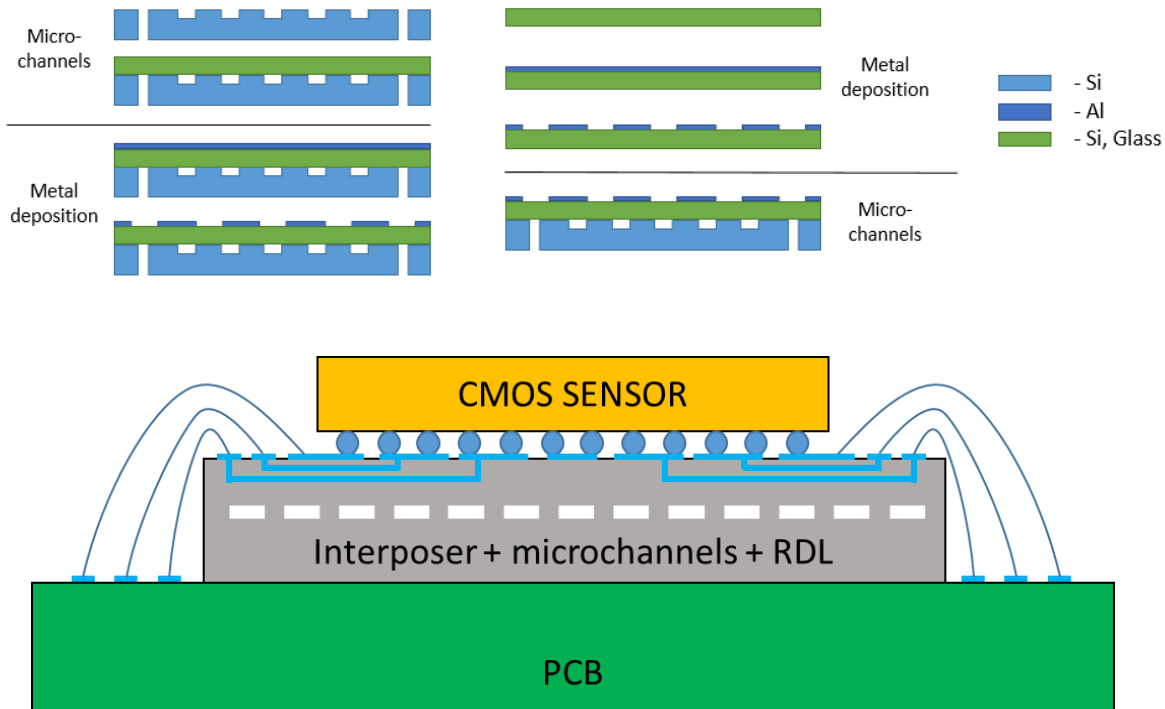 Micro-
channels
Metal
deposition
Metal
deposition
Micro-
channels
- Si
- Al
- Si, Glass
CMOS SENSOR
Interposer + microchannels + RDL
PCB